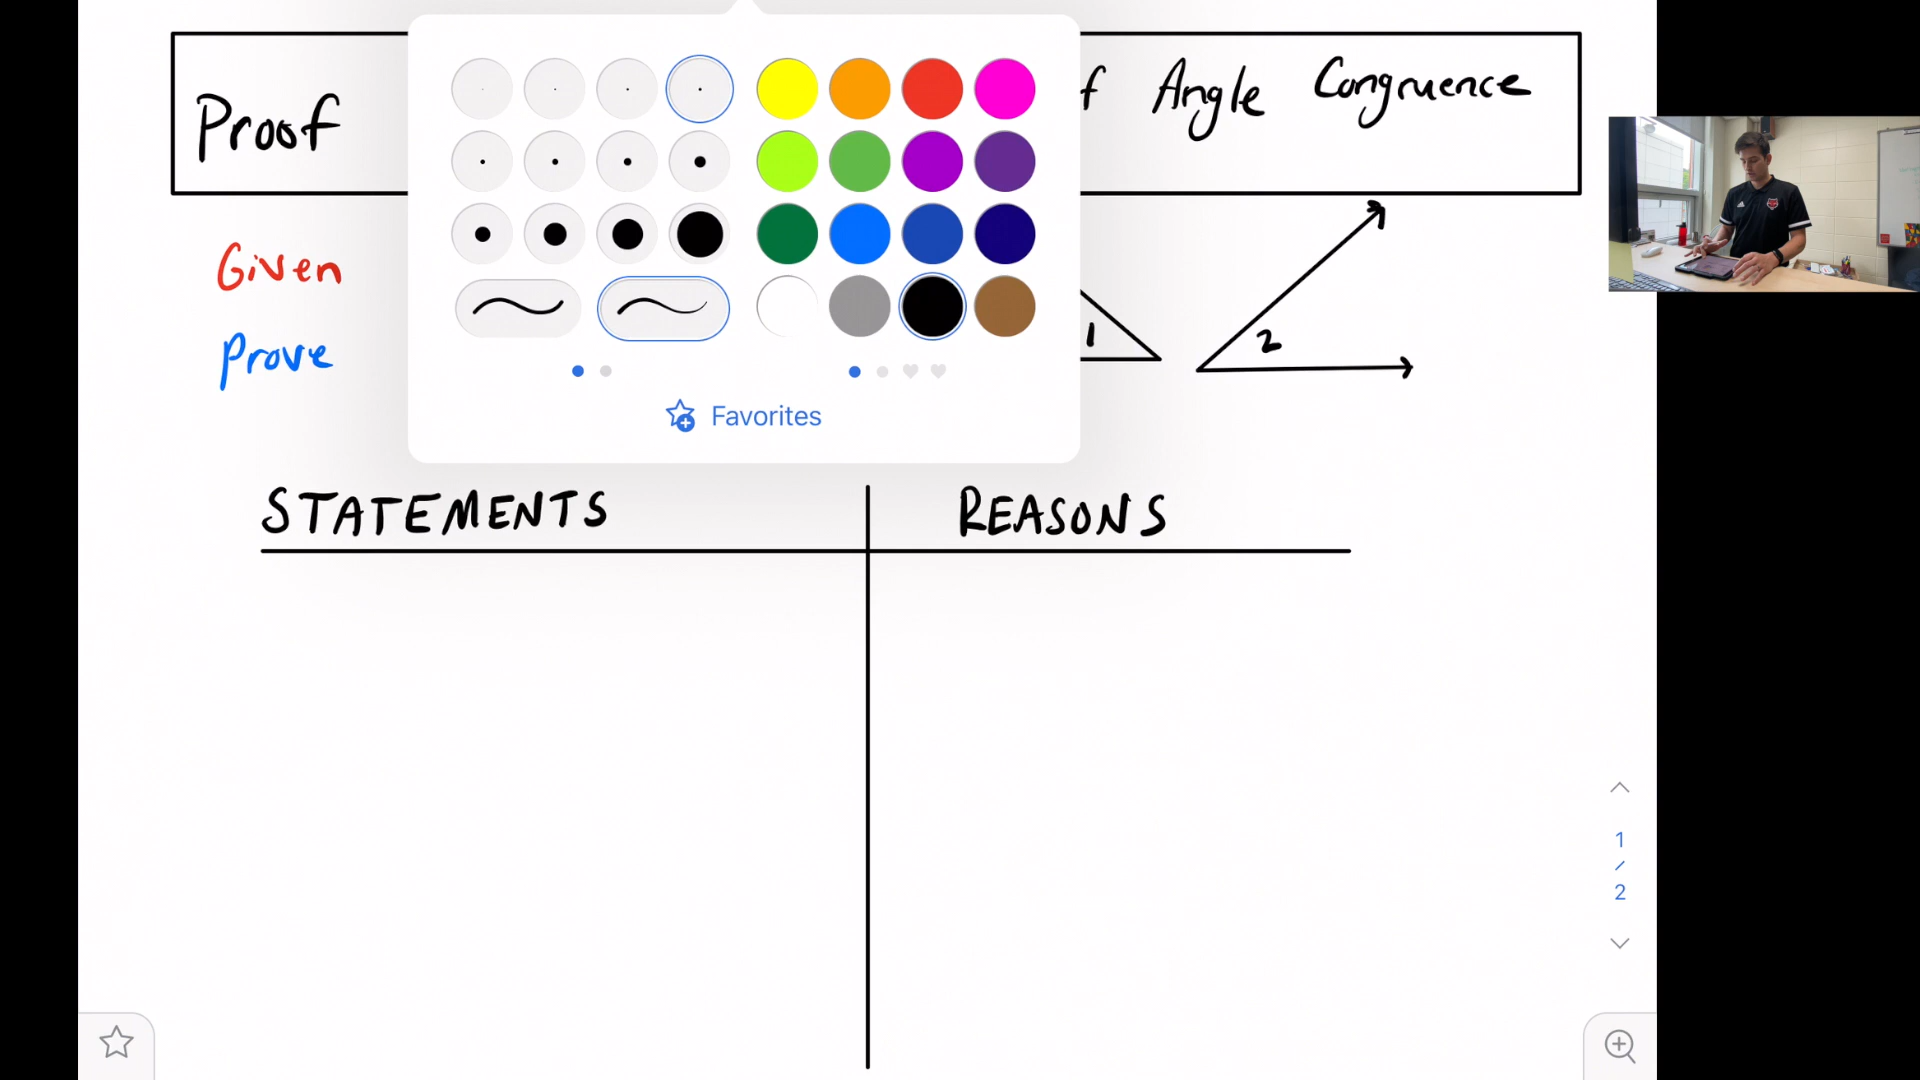 Proof f Angle Congruence
Given
Prove
1
2
Favorites
STATEMENTS REASONS
1
/
2